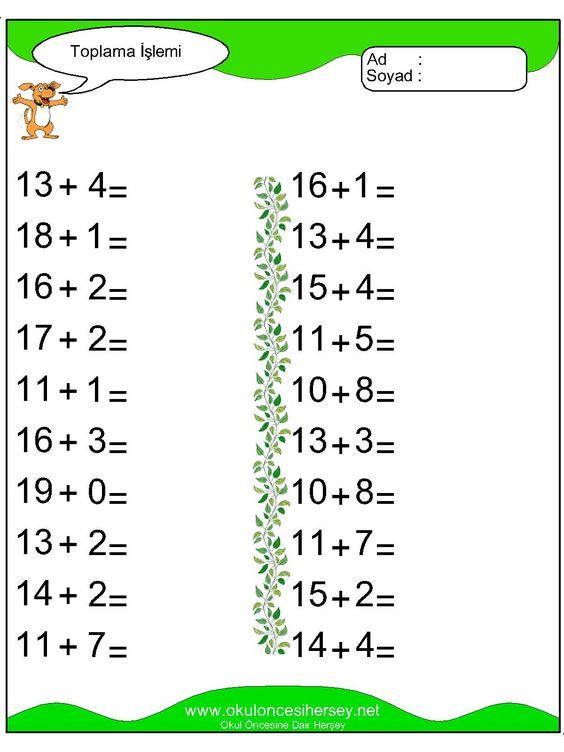 Toplama İşlemi
Ad :
Soyad :
13 + 4 =
18 + 1 =
16 + 2 =
17 + 2 =
11 + 1 =
16 + 3 =
19 + 0 =
13 + 2 =
14 + 2 =
11 + 7 =
16 + 1 =
13 + 4 =
15 + 4 =
11 + 5 =
10 + 8 =
13 + 3 =
10 + 8 =
11 + 7 =
15 + 2 =
14 + 4 =
www.okuloncesihersey.net
Okul Öncesine Dair Herşey